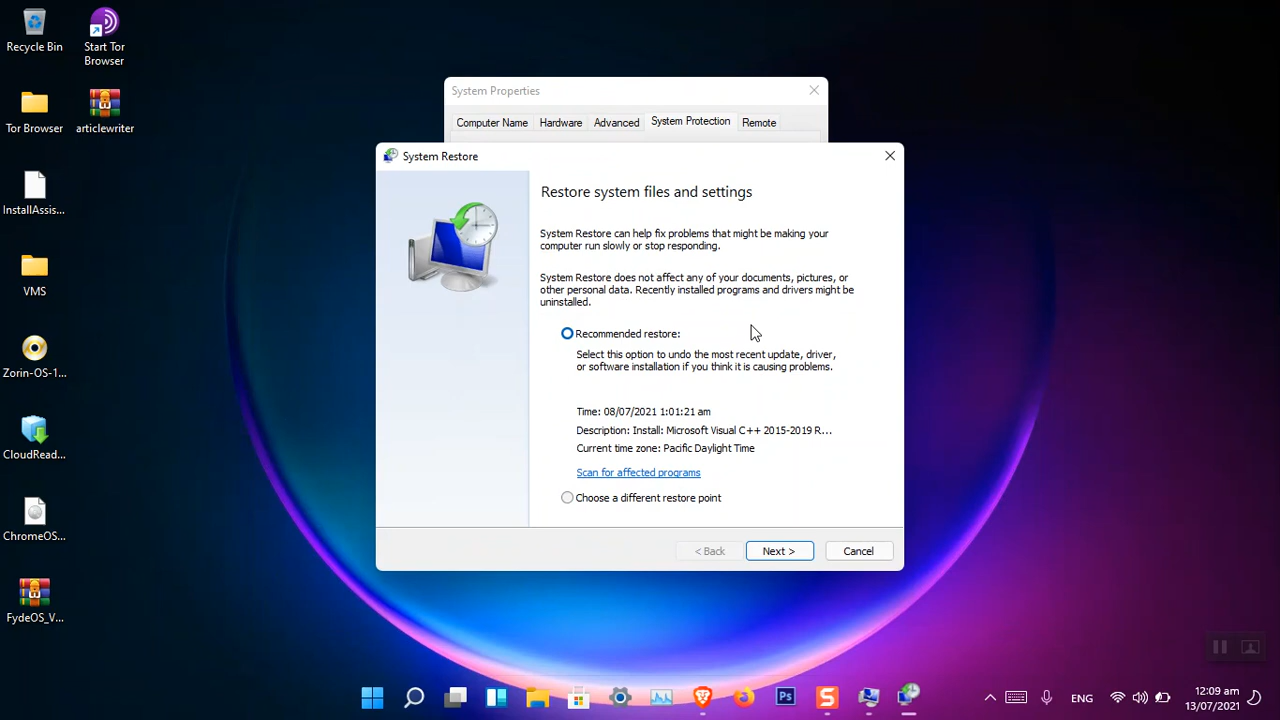 Recycle Bin
Start Tor
Browser
Tor Browser
articlewriter
InstallAssis...
VMS
Zorin-OS-1...
CloudRead...
ChromeOS...
FydeOS_V...
System Properties
Computer Name
Hardware
Advanced
System Protection
Remote
System Restore
Restore system files and settings
System Restore can help fix problems that might be making your
computer run slowly or stop responding.
System Restore does not affect any of your documents, pictures, or
other personal data. Recently installed programs and drivers might be
uninstalled.
Recommended restore:
Select this option to undo the most recent update, driver,
or software installation if you think it is causing problems.
Time: 08/07/2021 1:01:21 am
Description: Install: Microsoft Visual C++ 2015-2019 R...
Current time zone: Pacific Daylight Time
Scan for affected programs
Choose a different restore point
< Back
Next >
Cancel
Ps
S
ENG
12:09 am
13/07/2021